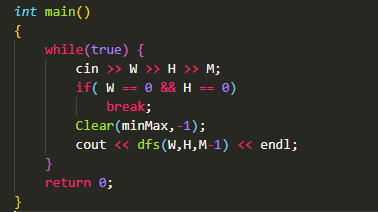 int main()
{
    while(true) {
        cin >> W >> H >> M;
        if( W == 0 && H == 0)
            break;
        Clear(minMax,-1);
        cout << dfs(W,H,M-1) << endl;
    }
    return 0;
}